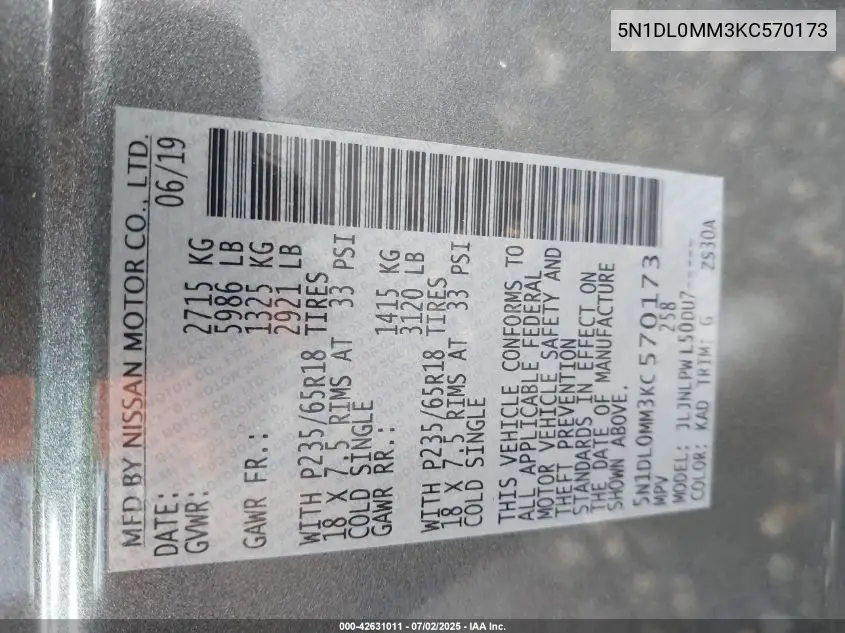 5N1DL0MM3KC570173
MFD BY NISSAN MOTOR CO., LTD.
DATE: 06/19
GVWR: 2715 KG
5986 LB
GAWR FR.: 1325 KG
2921 LB
WITH P235/65R18 TIRES
18 X 7.5 RIMS AT 33 PSI
COLD SINGLE
GAWR RR.: 1415 KG
3120 LB
WITH P235/65R18 TIRES
18 X 7.5 RIMS AT 33 PSI
COLD SINGLE
THIS VEHICLE CONFORMS TO
ALL APPLICABLE FEDERAL
MOTOR VEHICLE SAFETY AND
THEFT PREVENTION
STANDARDS IN EFFECT ON
THE DATE OF MANUFACTURE
SHOWN ABOVE.
5N1DL0MM3KC 570173
MPV 258
MODEL: JLJNLPWL50DU7-----
COLOR: KAD TRIM: G ZS30A
000-42631011 - 07/02/2025 - IAA Inc.